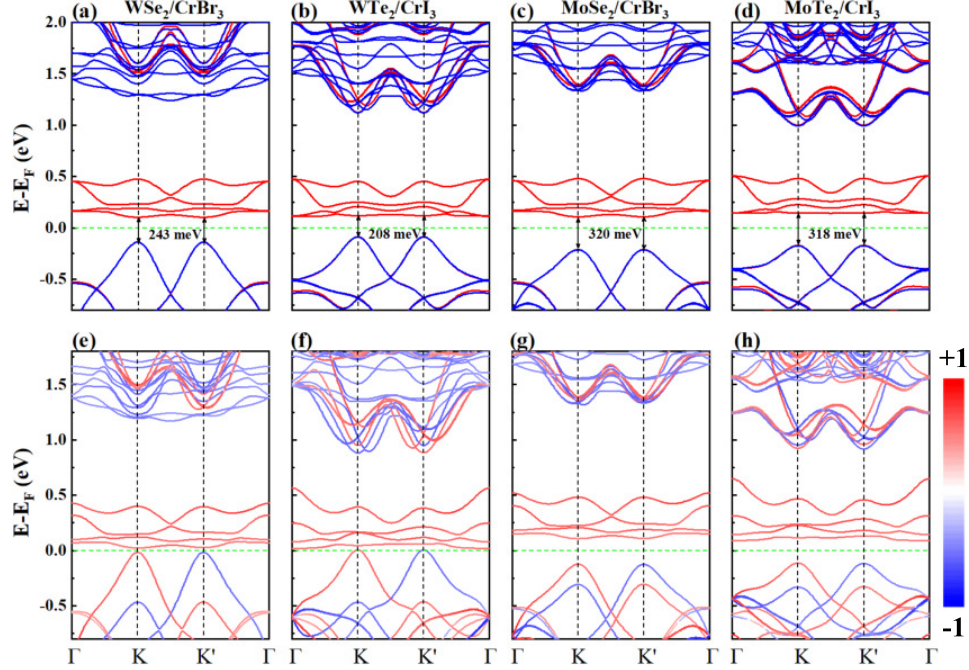 (a) WSe₂/CrBr₃ (b) WTe₂/CrI₃ (c) MoSe₂/CrBr₃ (d) MoTe₂/CrI₃
2.0
1.5
1.0
0.5
0.0
-0.5
E-E_F (eV)
243 meV 208 meV 320 meV 318 meV
(e) (f) (g) (h)
1.5
1.0
0.5
0.0
-0.5
E-E_F (eV)
+1
-1
Γ K K' Γ K K' Γ K K' Γ K K' Γ